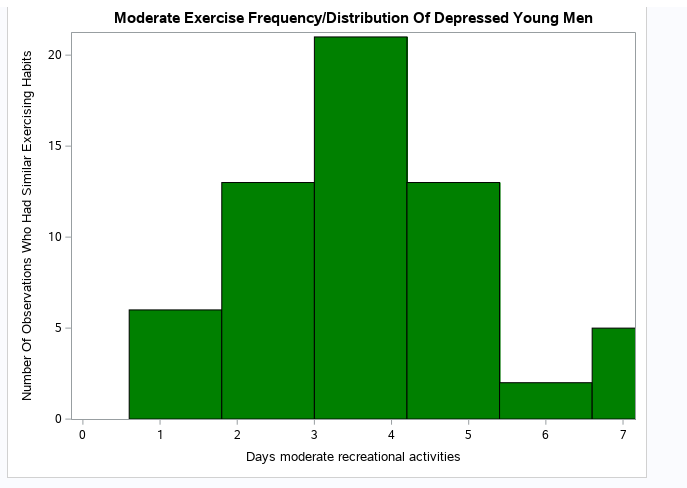 Moderate Exercise Frequency/Distribution Of Depressed Young Men
Number Of Observations Who Had Similar Exercising Habits
20
15
10
5
0
0 1 2 3 4 5 6 7
Days moderate recreational activities